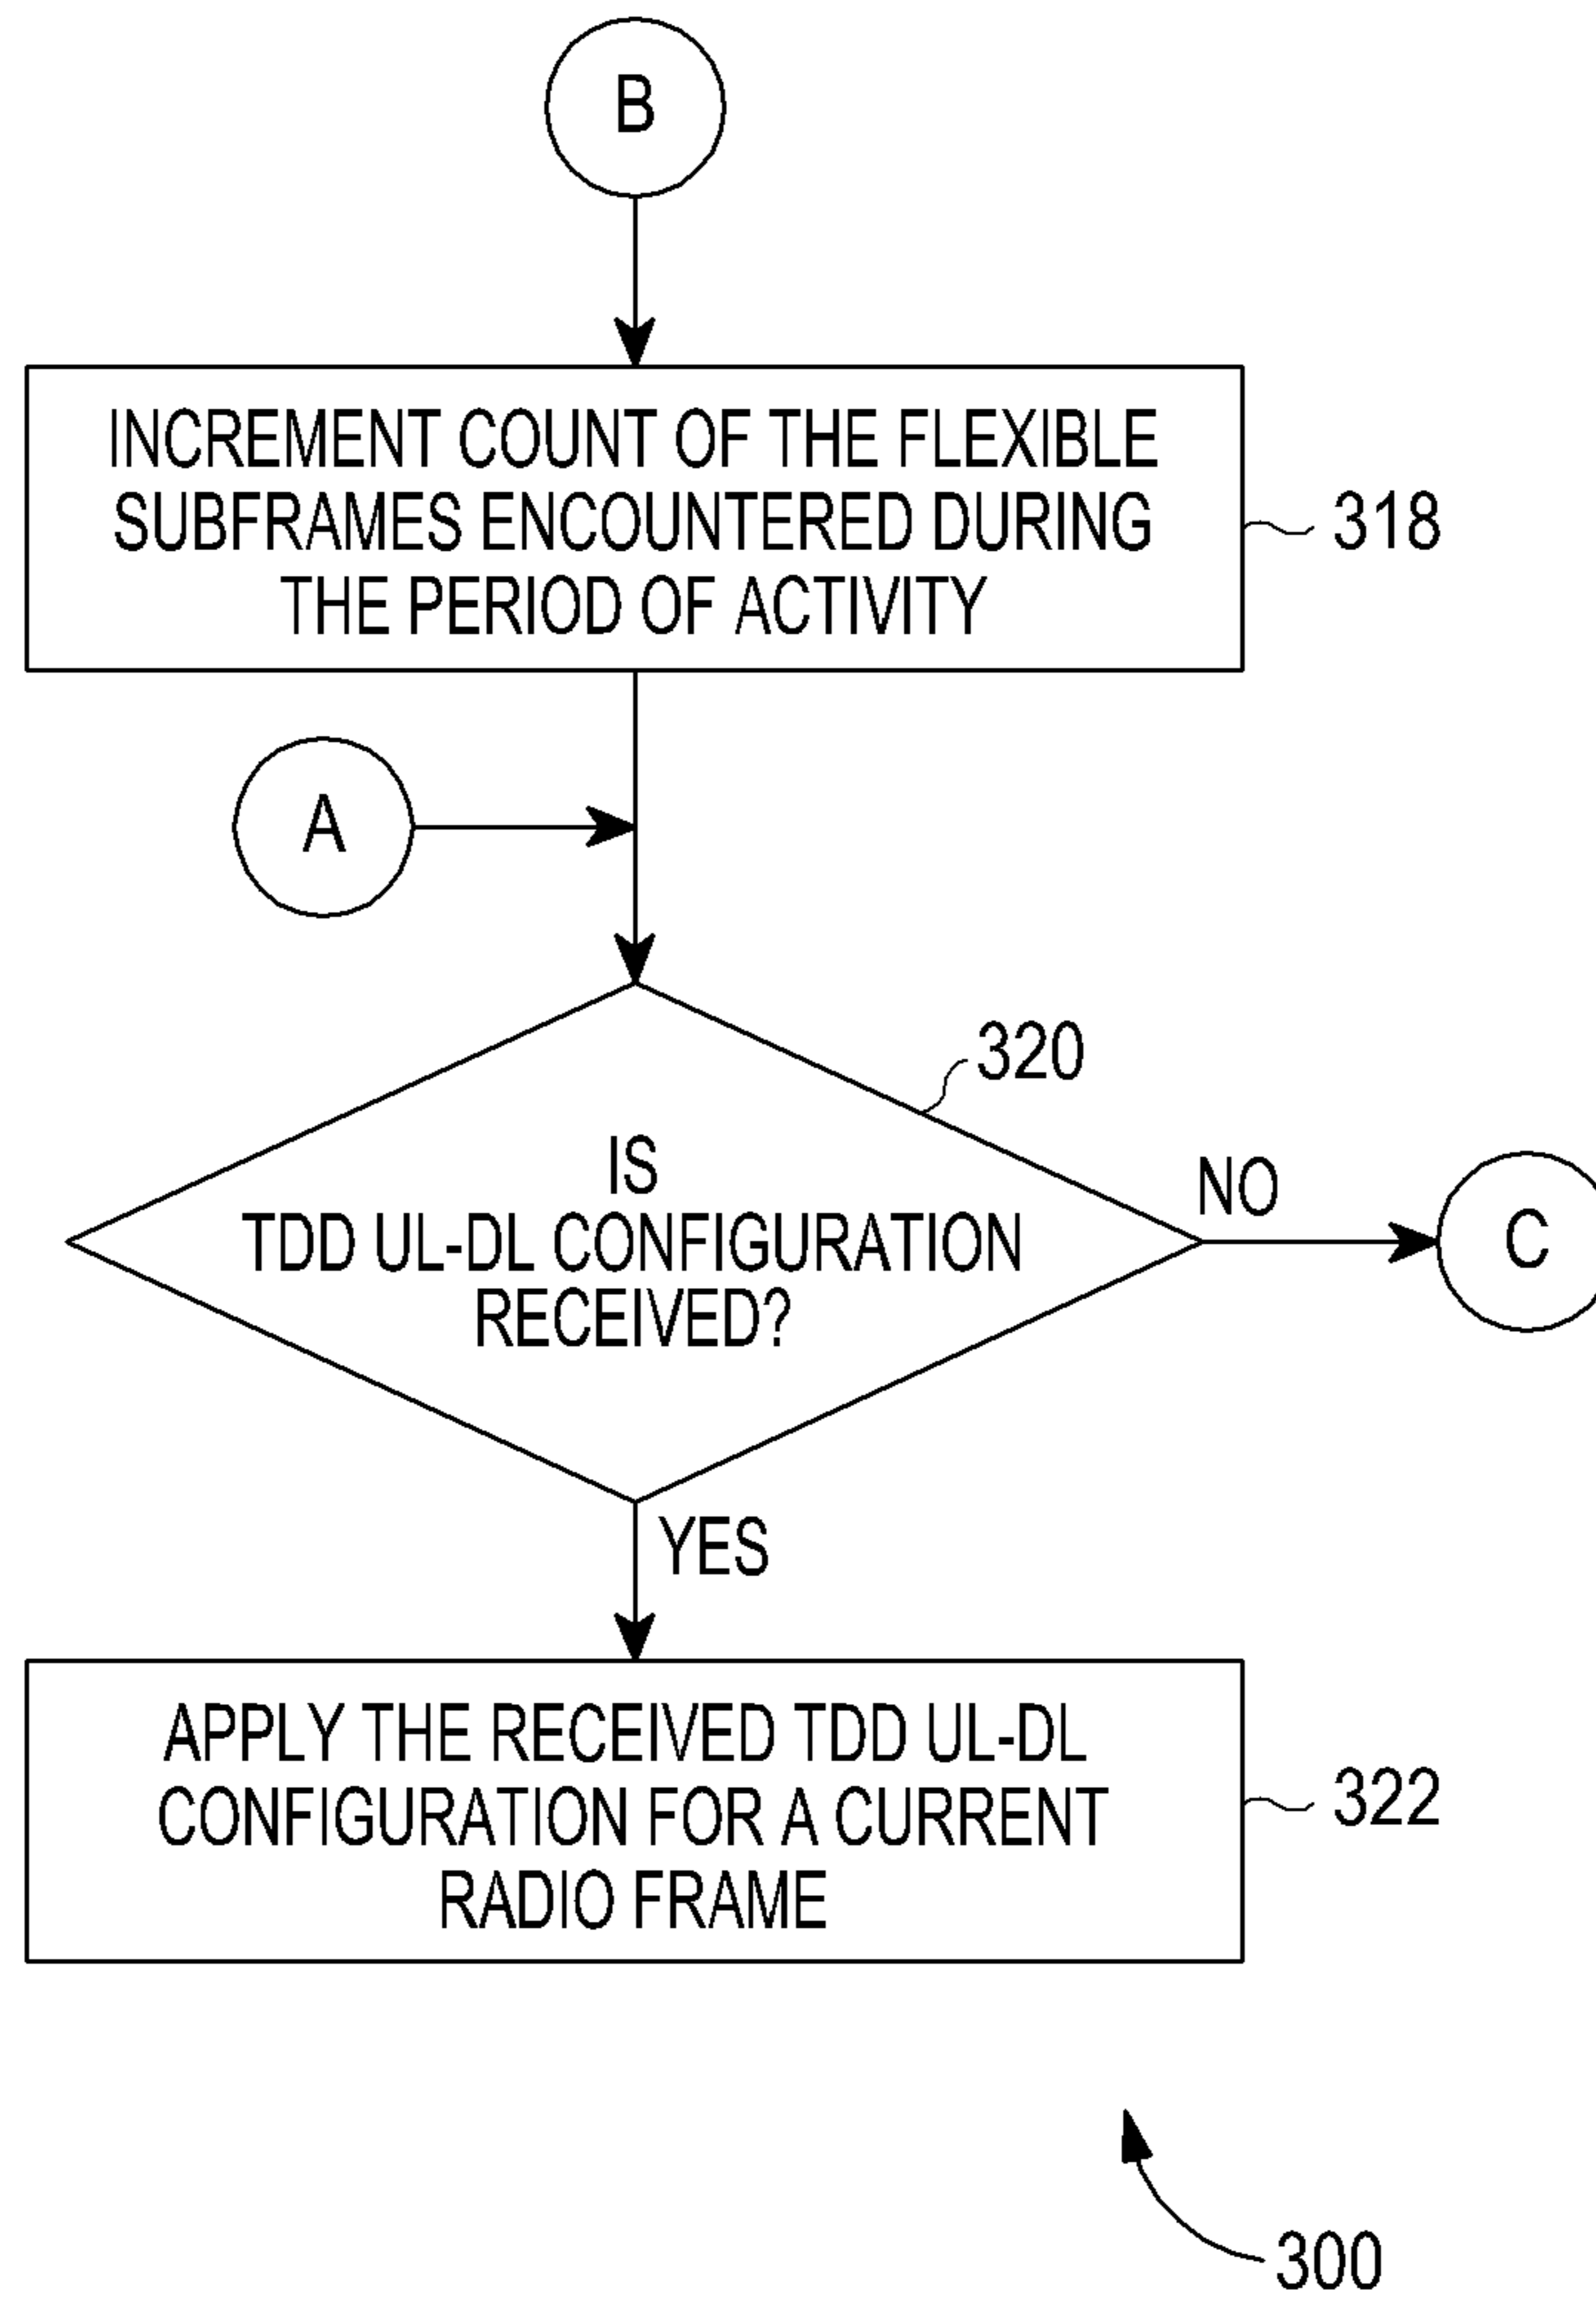 B
INCREMENT COUNT OF THE FLEXIBLE
SUBFRAMES ENCOUNTERED DURING
THE PERIOD OF ACTIVITY
318
A
320
IS
TDD UL-DL CONFIGURATION
RECEIVED?
NO
C
YES
APPLY THE RECEIVED TDD UL-DL
CONFIGURATION FOR A CURRENT
RADIO FRAME
322
300